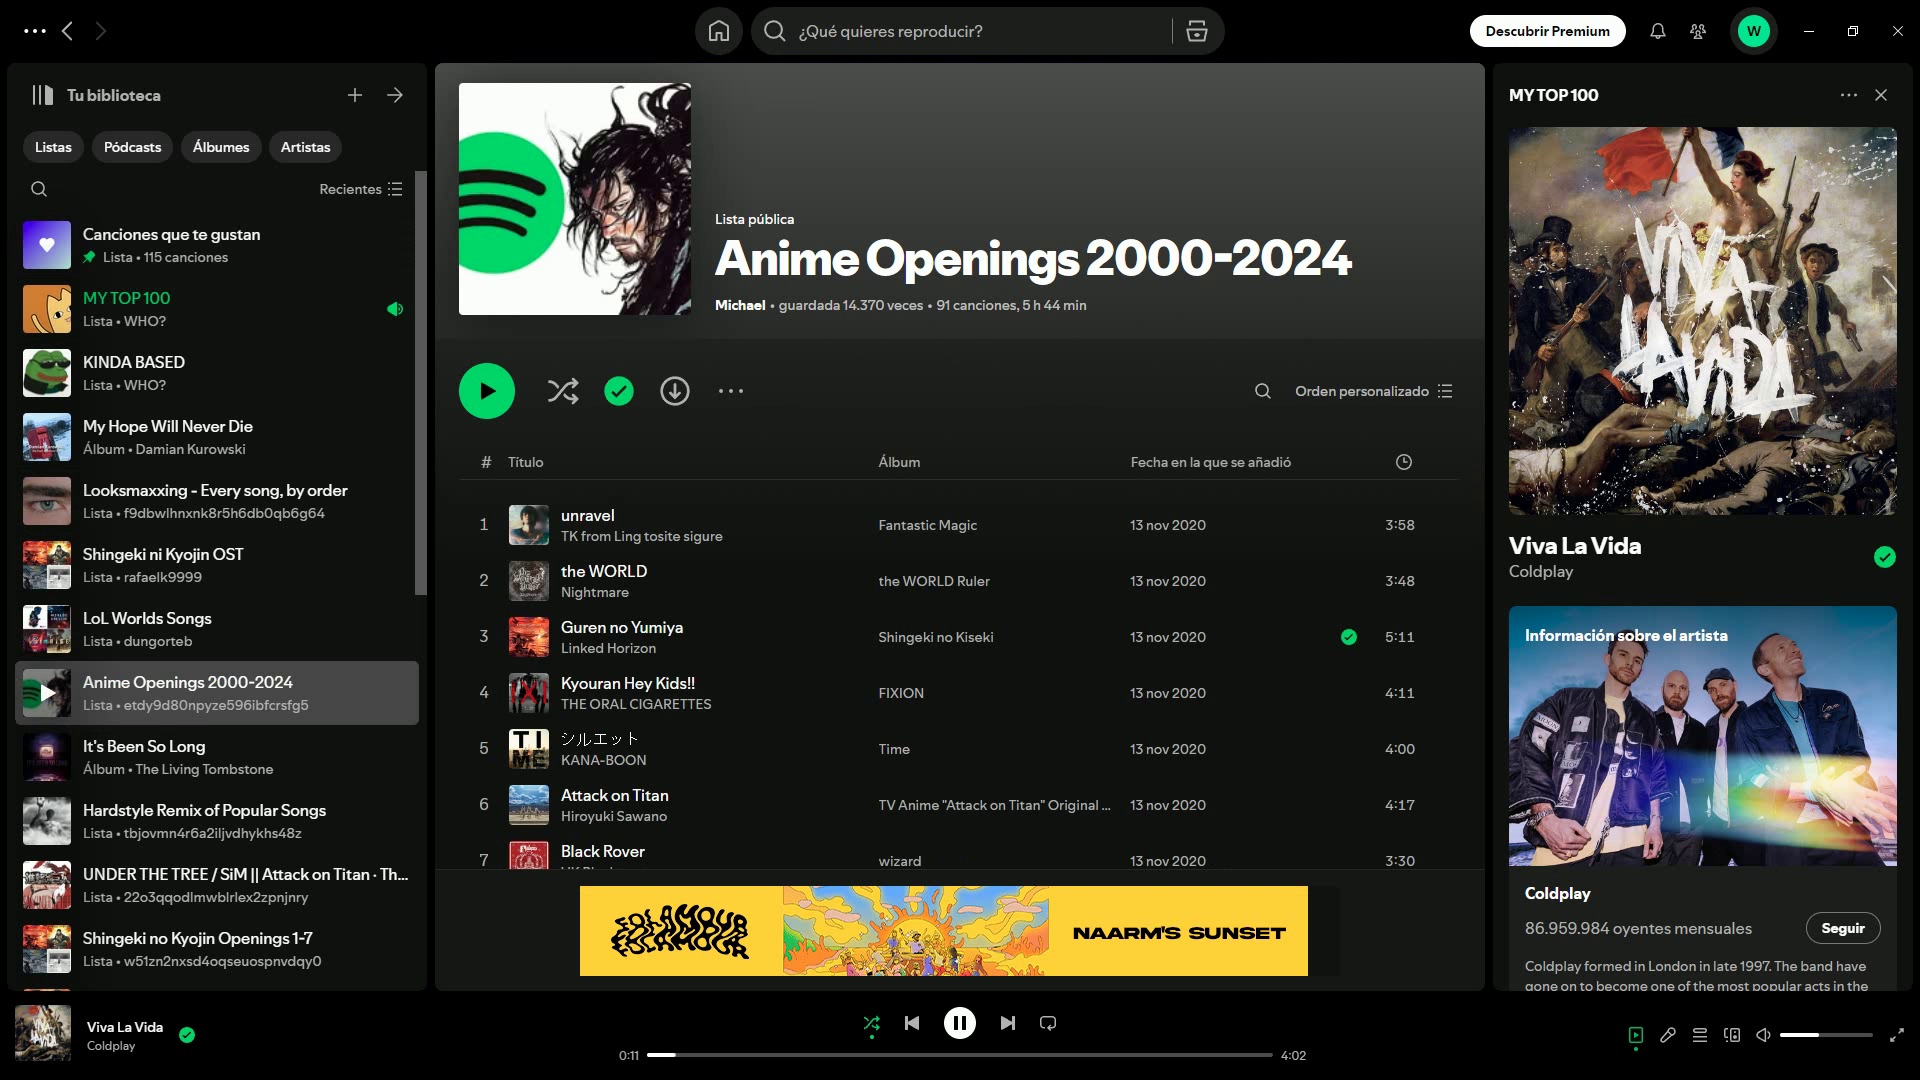 ¿Qué quieres reproducir?
Descubrir Premium
W
Tu biblioteca
Listas
Pódcasts
Álbumes
Artistas
Recientes
Canciones que te gustan
Lista • 115 canciones
MY TOP 100
Lista • WHO?
KINDA BASED
Lista • WHO?
My Hope Will Never Die
Álbum • Damian Kurowski
Looksmaxxing - Every song, by order
Lista • f9dbwlhnxnk8r5h6db0qb6g64
Shingeki ni Kyojin OST
Lista • rafaelk9999
LoL Worlds Songs
Lista • dungorteb
Anime Openings 2000-2024
Lista • etdy9d80npyze596ibfcrsfg5
It's Been So Long
Álbum • The Living Tombstone
Hardstyle Remix of Popular Songs
Lista • tbjovmn4r6a2iljvdhykhs48z
UNDER THE TREE / SiM || Attack on Titan · Th...
Lista • 22o3qqodlmwblrlex2zpnjnry
Shingeki no Kyojin Openings 1-7
Lista • w51zn2nxsd4oqseuospnvdqy0
Lista pública
Anime Openings 2000-2024
Michael • guardada 14.370 veces • 91 canciones, 5 h 44 min
Orden personalizado
# Título Álbum Fecha en la que se añadió
1 unravel Fantastic Magic 13 nov 2020 3:58
TK from Ling tosite sigure
2 the WORLD the WORLD Ruler 13 nov 2020 3:48
Nightmare
3 Guren no Yumiya Shingeki no Kiseki 13 nov 2020 5:11
Linked Horizon
4 Kyouran Hey Kids!! FIXION 13 nov 2020 4:11
THE ORAL CIGARETTES
5 シルエット Time 13 nov 2020 4:00
KANA-BOON
6 Attack on Titan TV Anime "Attack on Titan" Original ... 13 nov 2020 4:17
Hiroyuki Sawano
7 Black Rover wizard 13 nov 2020 3:30
NAARM'S SUNSET
MY TOP 100
VIVA
LA VIDA
Viva La Vida
Coldplay
Información sobre el artista
Coldplay
86.959.984 oyentes mensuales
Seguir
Coldplay formed in London in late 1997. The band have
gone on to become one of the most popular acts in the
Viva La Vida
Coldplay
0:11
4:02